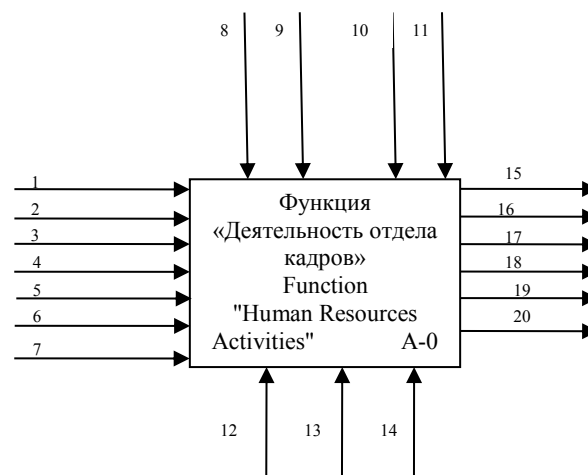 8 9 10 11
1
2
3
4
5
6
7
Функция
«Деятельность отдела
кадров»
Function
"Human Resources
Activities" A-0
15
16
17
18
19
20
12 13 14